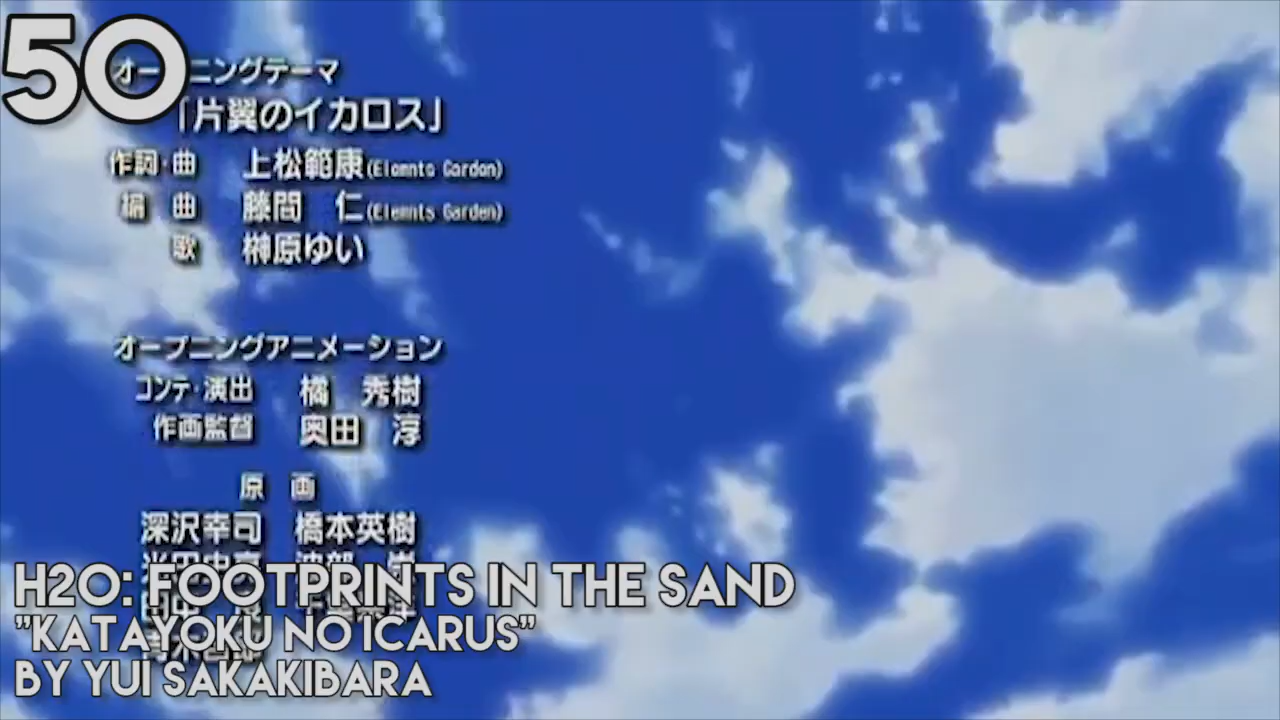 50
オープニングテーマ
「片翼のイカロス」
作詞・曲 上松範康(Elemnts Garden)
編 曲 藤間 仁(Elemnts Garden)
歌 榊原ゆい
オープニングアニメーション
コンテ・演出 橘 秀樹
作画監督 奥田 淳
原 画
深沢幸司 橋本英樹
H2O: FOOTPRINTS IN THE SAND
"KATAYOKU NO ICARUS"
BY YUI SAKAKIBARA